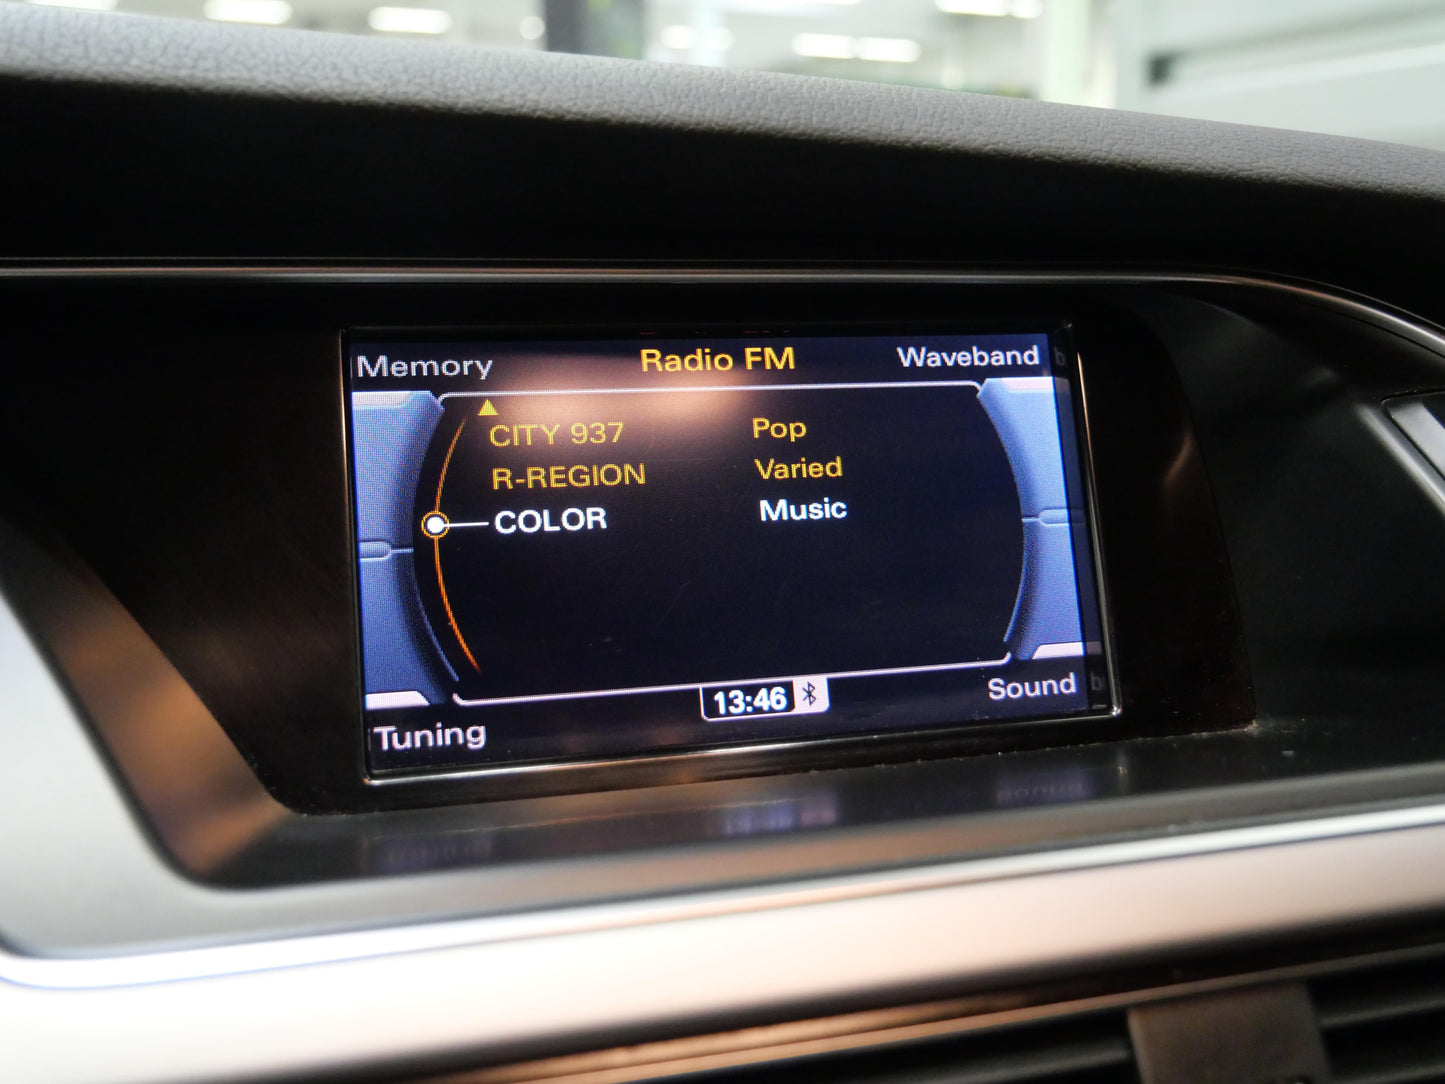 Memory Radio FM Waveband
CITY 937 Pop
R-REGION Varied
COLOR Music
13:46
Tuning Sound